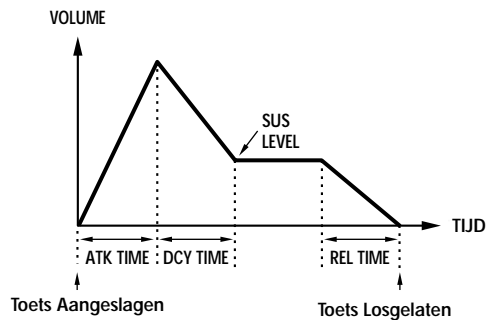 VOLUME
SUS
LEVEL
TIJD
ATK TIME
DCY TIME
REL TIME
Toets Aangeslagen
Toets Losgelaten